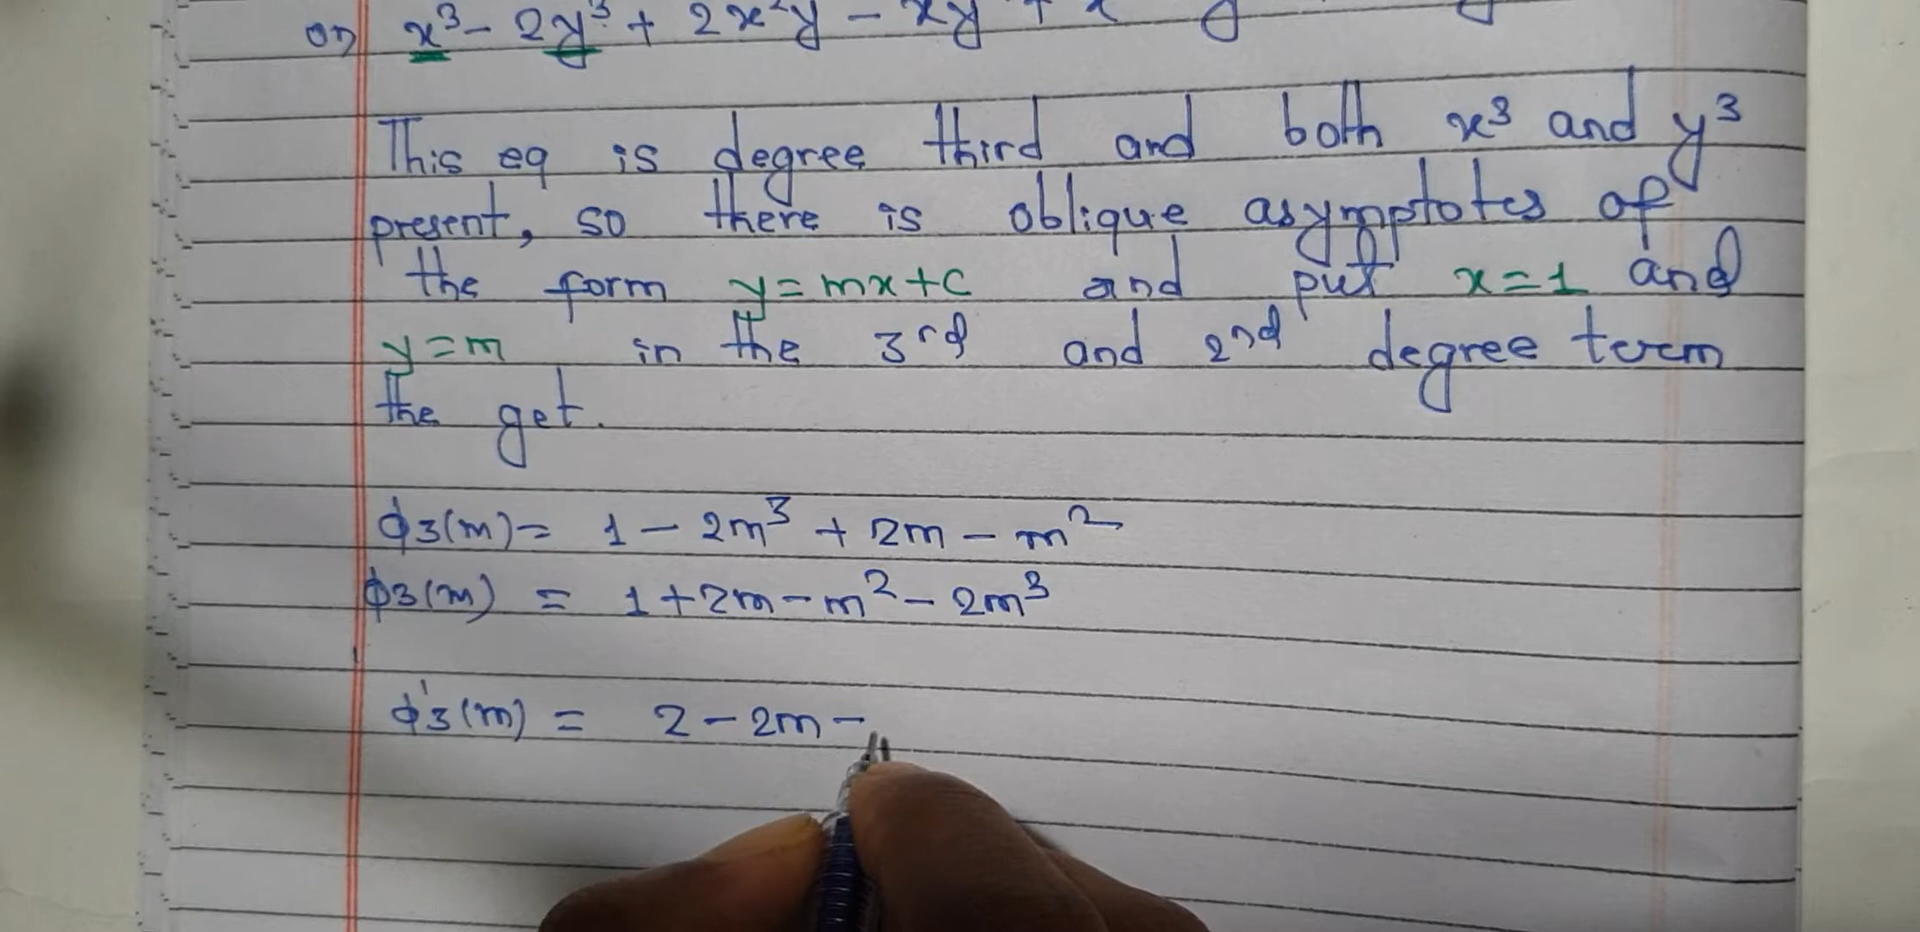 or x³ - 2y³ + 2x²y - xy
This eq is degree third and both x³ and y³
present, so there is oblique asymptotes of
the form y=mx+c and put x=1 and
y=m in the 3rd and 2nd degree term
the get.
ϕ3(m)= 1 - 2m³ + 2m - m²
ϕ3(m) = 1+2m-m²-2m³
ϕ'3(m) = 2-2m-